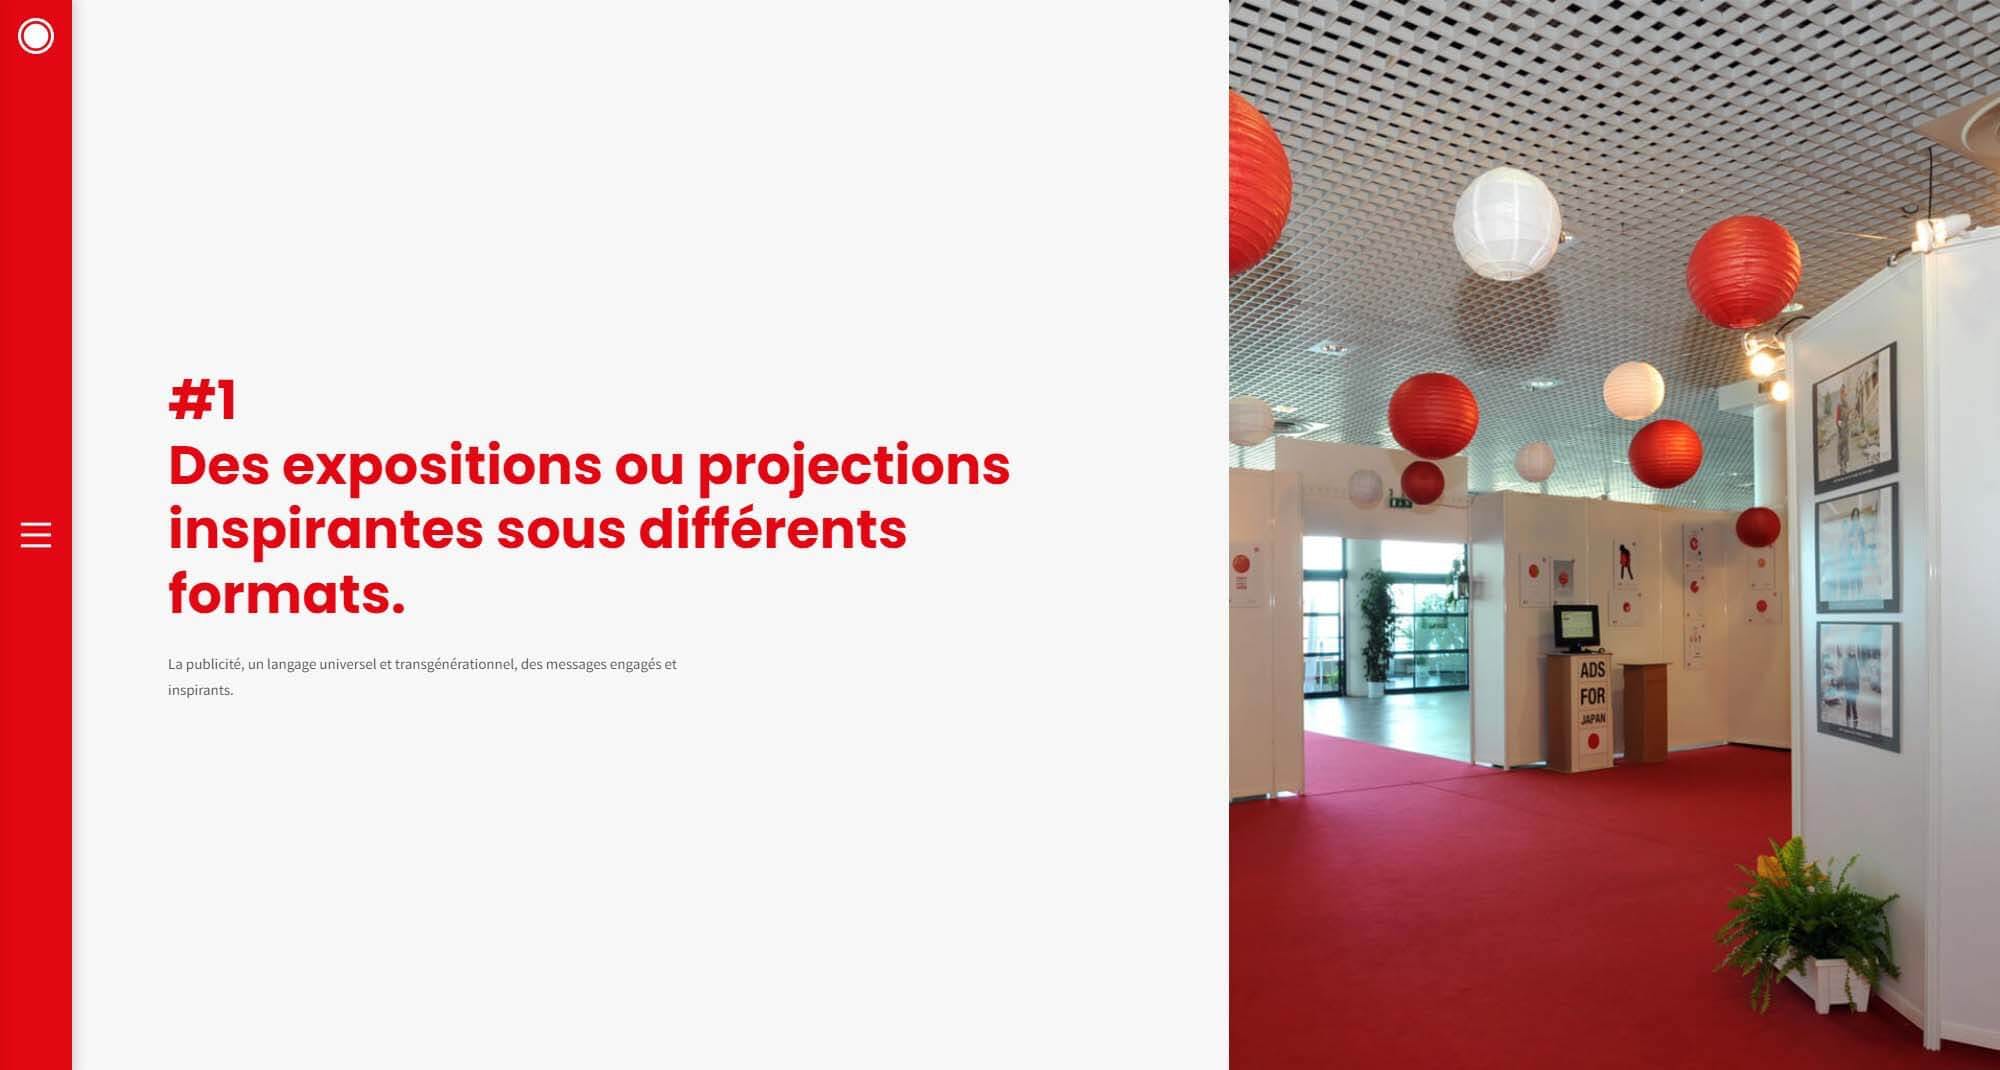 #1
Des expositions ou projections
inspirantes sous différents
formats.
La publicité, un langage universel et transgénérationnel, des messages engagés et
inspirants.
ADS
FOR
JAPAN